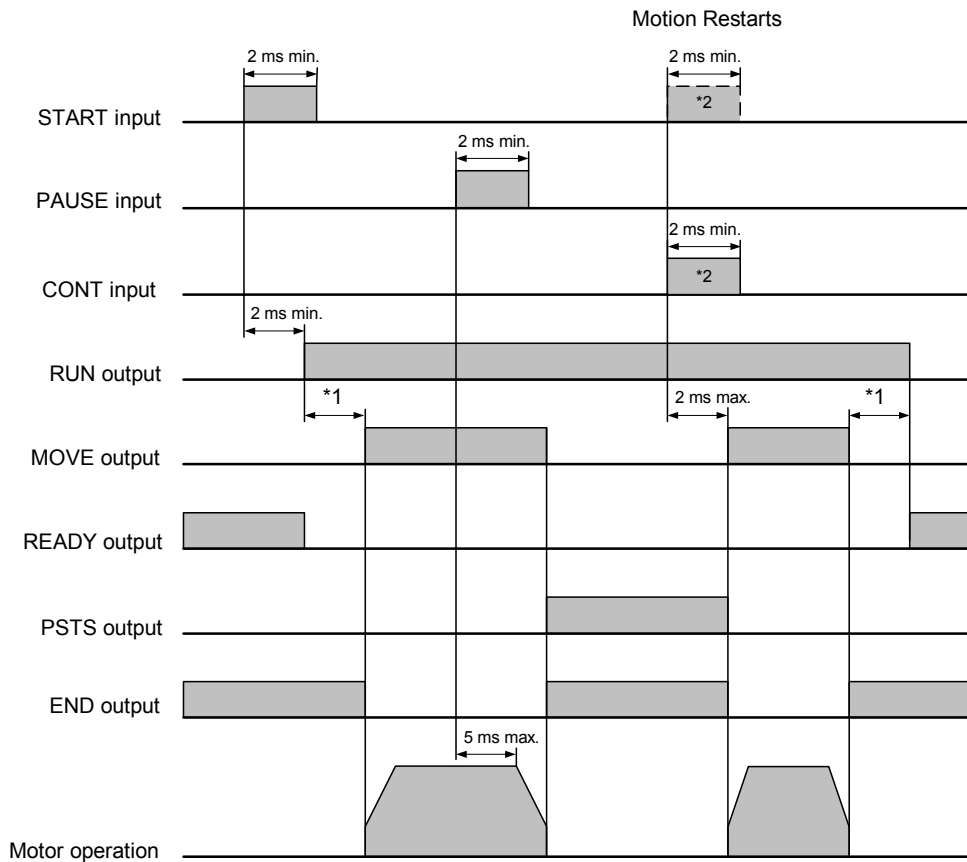 Motion Restarts
2 ms min.
2 ms min.
START input
*2
2 ms min.
PAUSE input
2 ms min.
CONT input
*2
2 ms min.
RUN output
*1
2 ms max.
*1
MOVE output
READY output
PSTS output
END output
5 ms max.
Motor operation